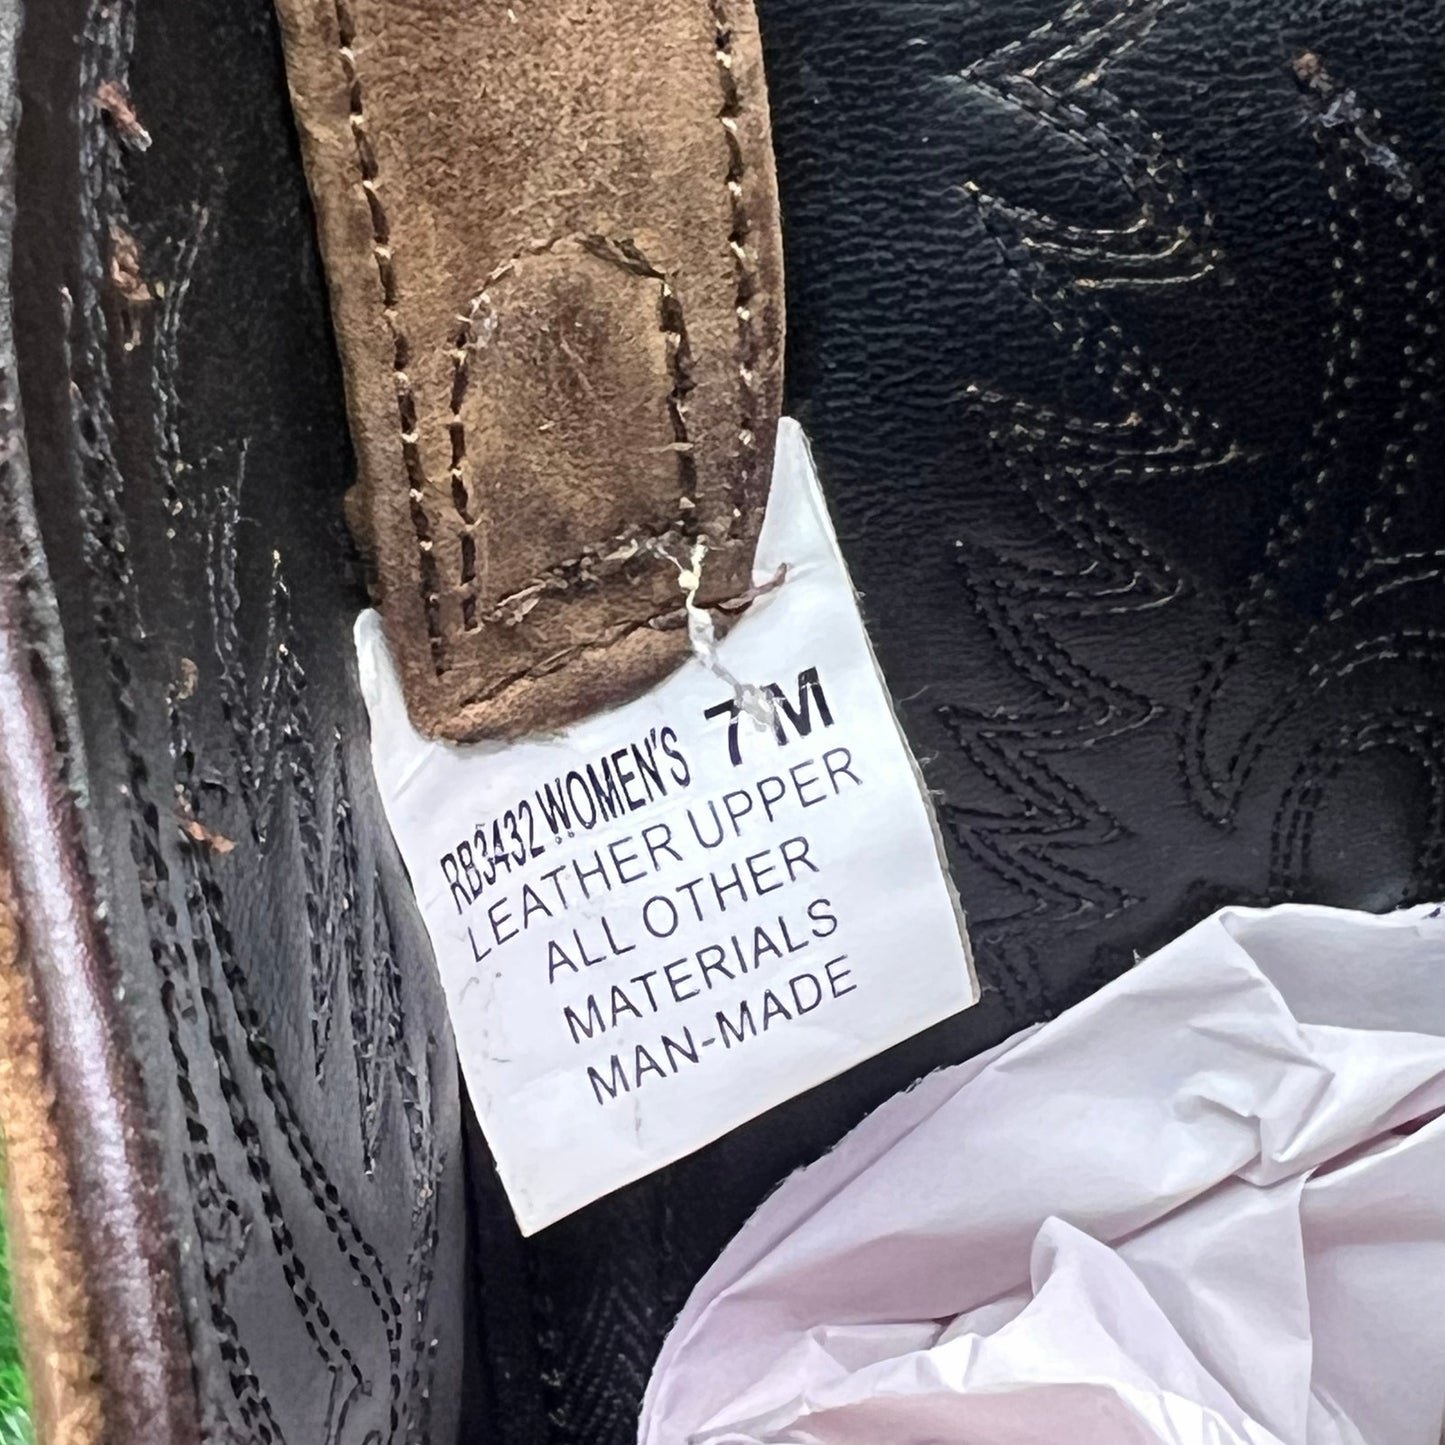 RB3432 WOMEN'S 7 M
LEATHER UPPER
ALL OTHER
MATERIALS
MAN-MADE